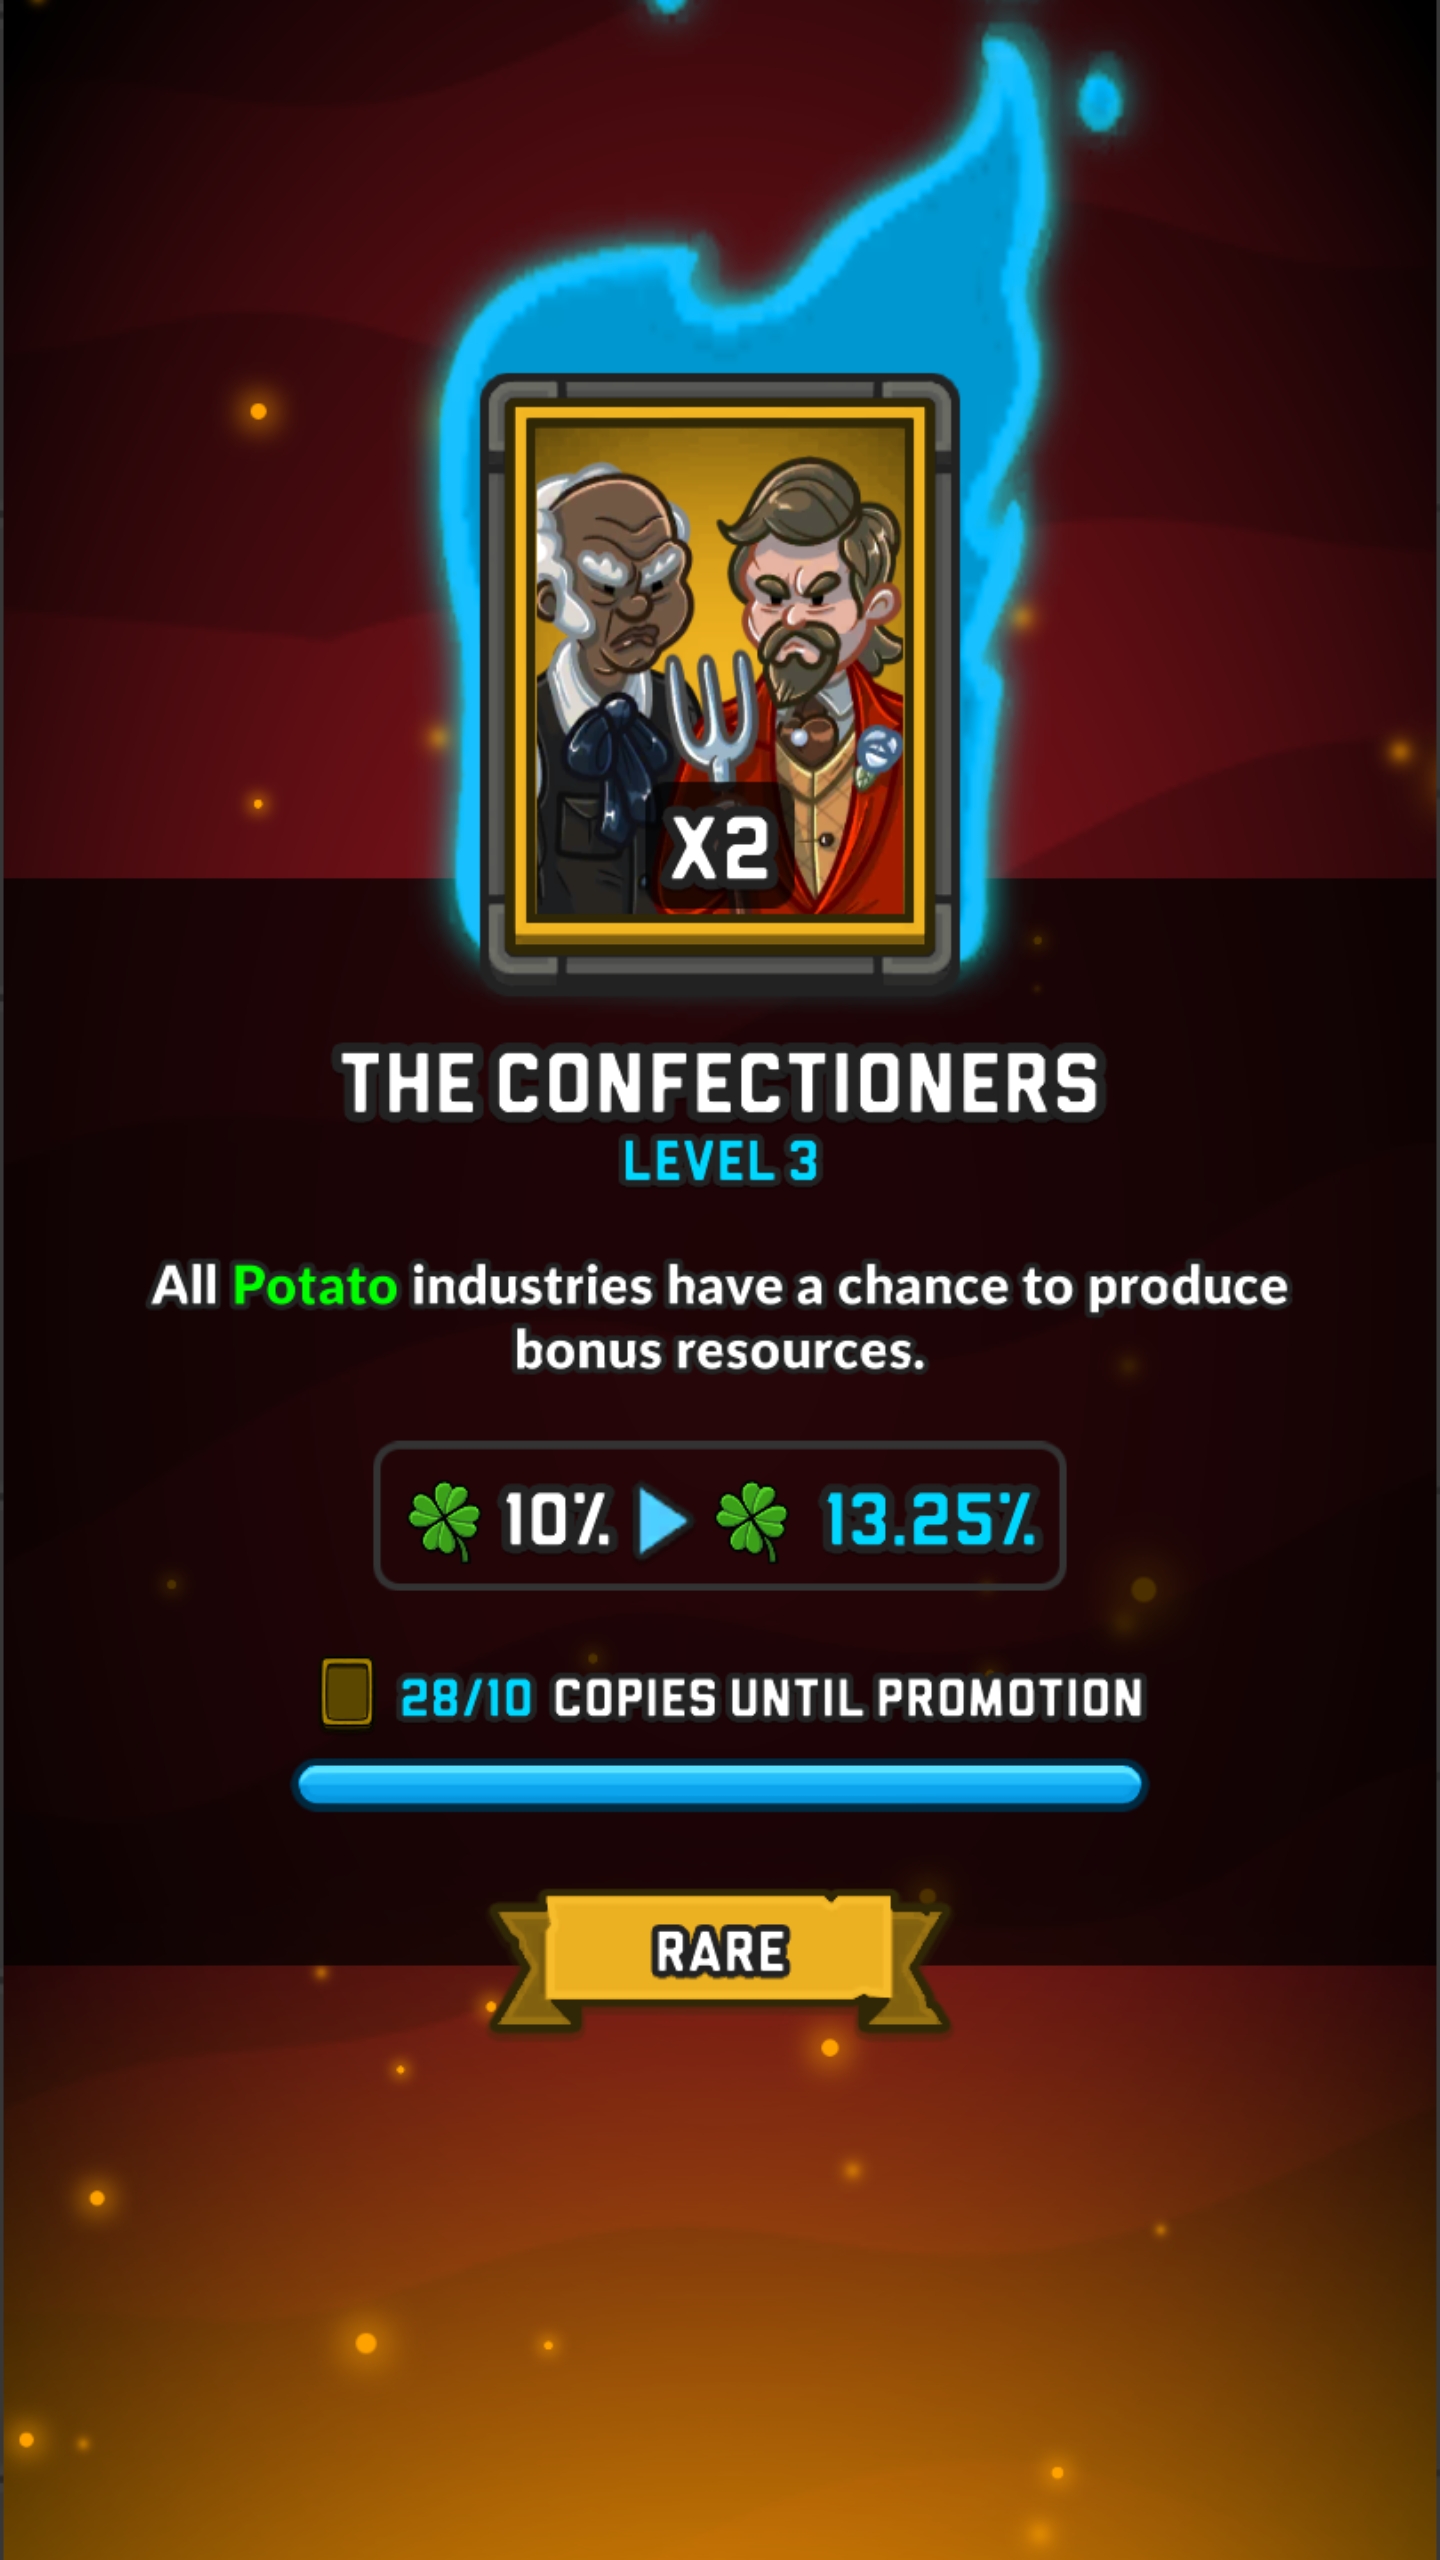 X2
THE CONFECTIONERS
LEVEL 3
All Potato industries have a chance to produce
bonus resources.
10% 13.25%
28/10 COPIES UNTIL PROMOTION
RARE